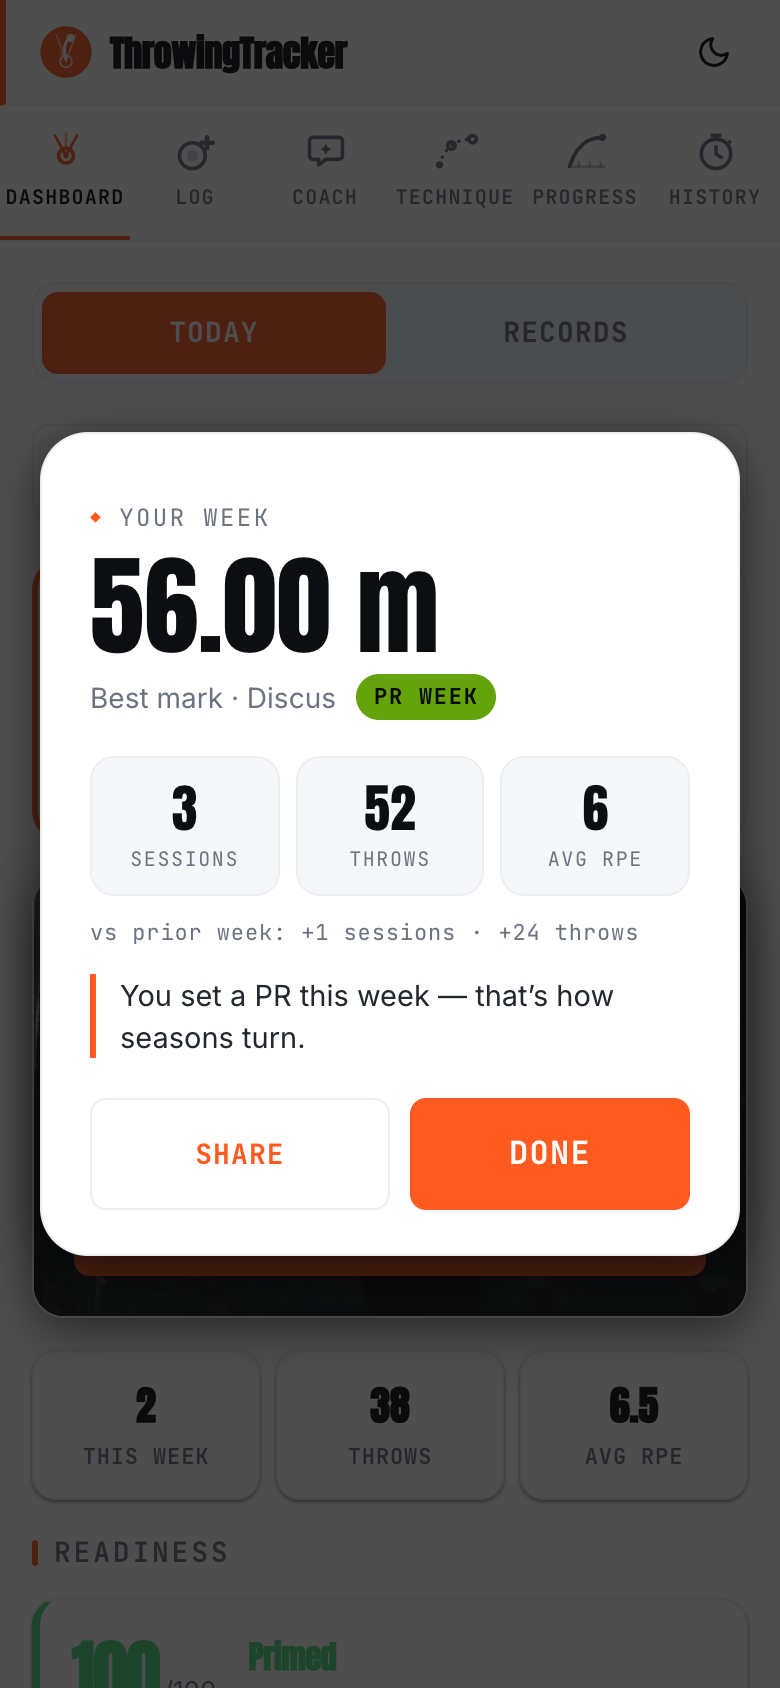 ThrowingTracker
DASHBOARD LOG COACH TECHNIQUE PROGRESS HISTORY
TODAY RECORDS
YOUR WEEK
56.00 m
Best mark · Discus PR WEEK
3 52 6
SESSIONS THROWS AVG RPE
vs prior week: +1 sessions · +24 throws
You set a PR this week — that’s how
seasons turn.
SHARE DONE
2 38 6.5
THIS WEEK THROWS AVG RPE
READINESS
100 /100 Primed